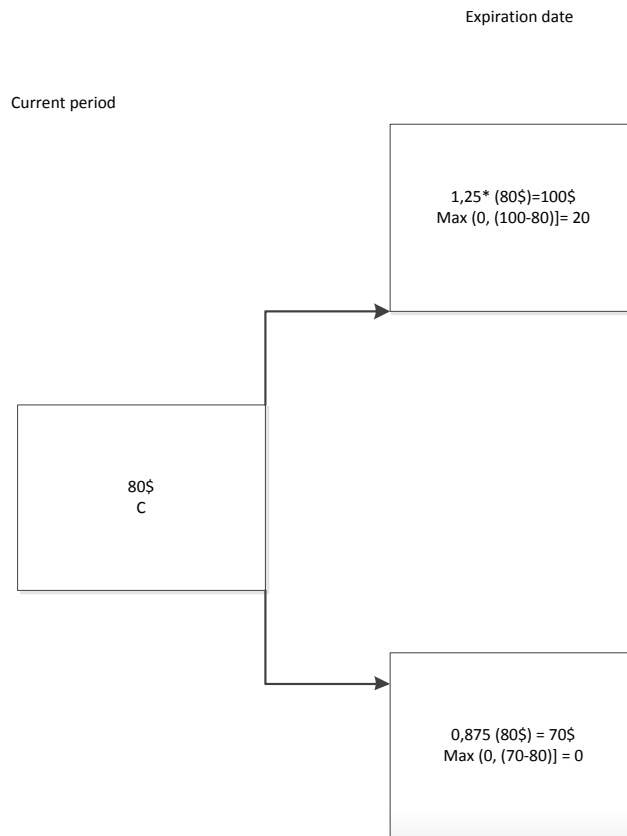 Expiration date
Current period
1,25* (80$)=100$
Max (0, (100-80)]= 20
80$
C
0,875 (80$) = 70$
Max (0, (70-80)] = 0